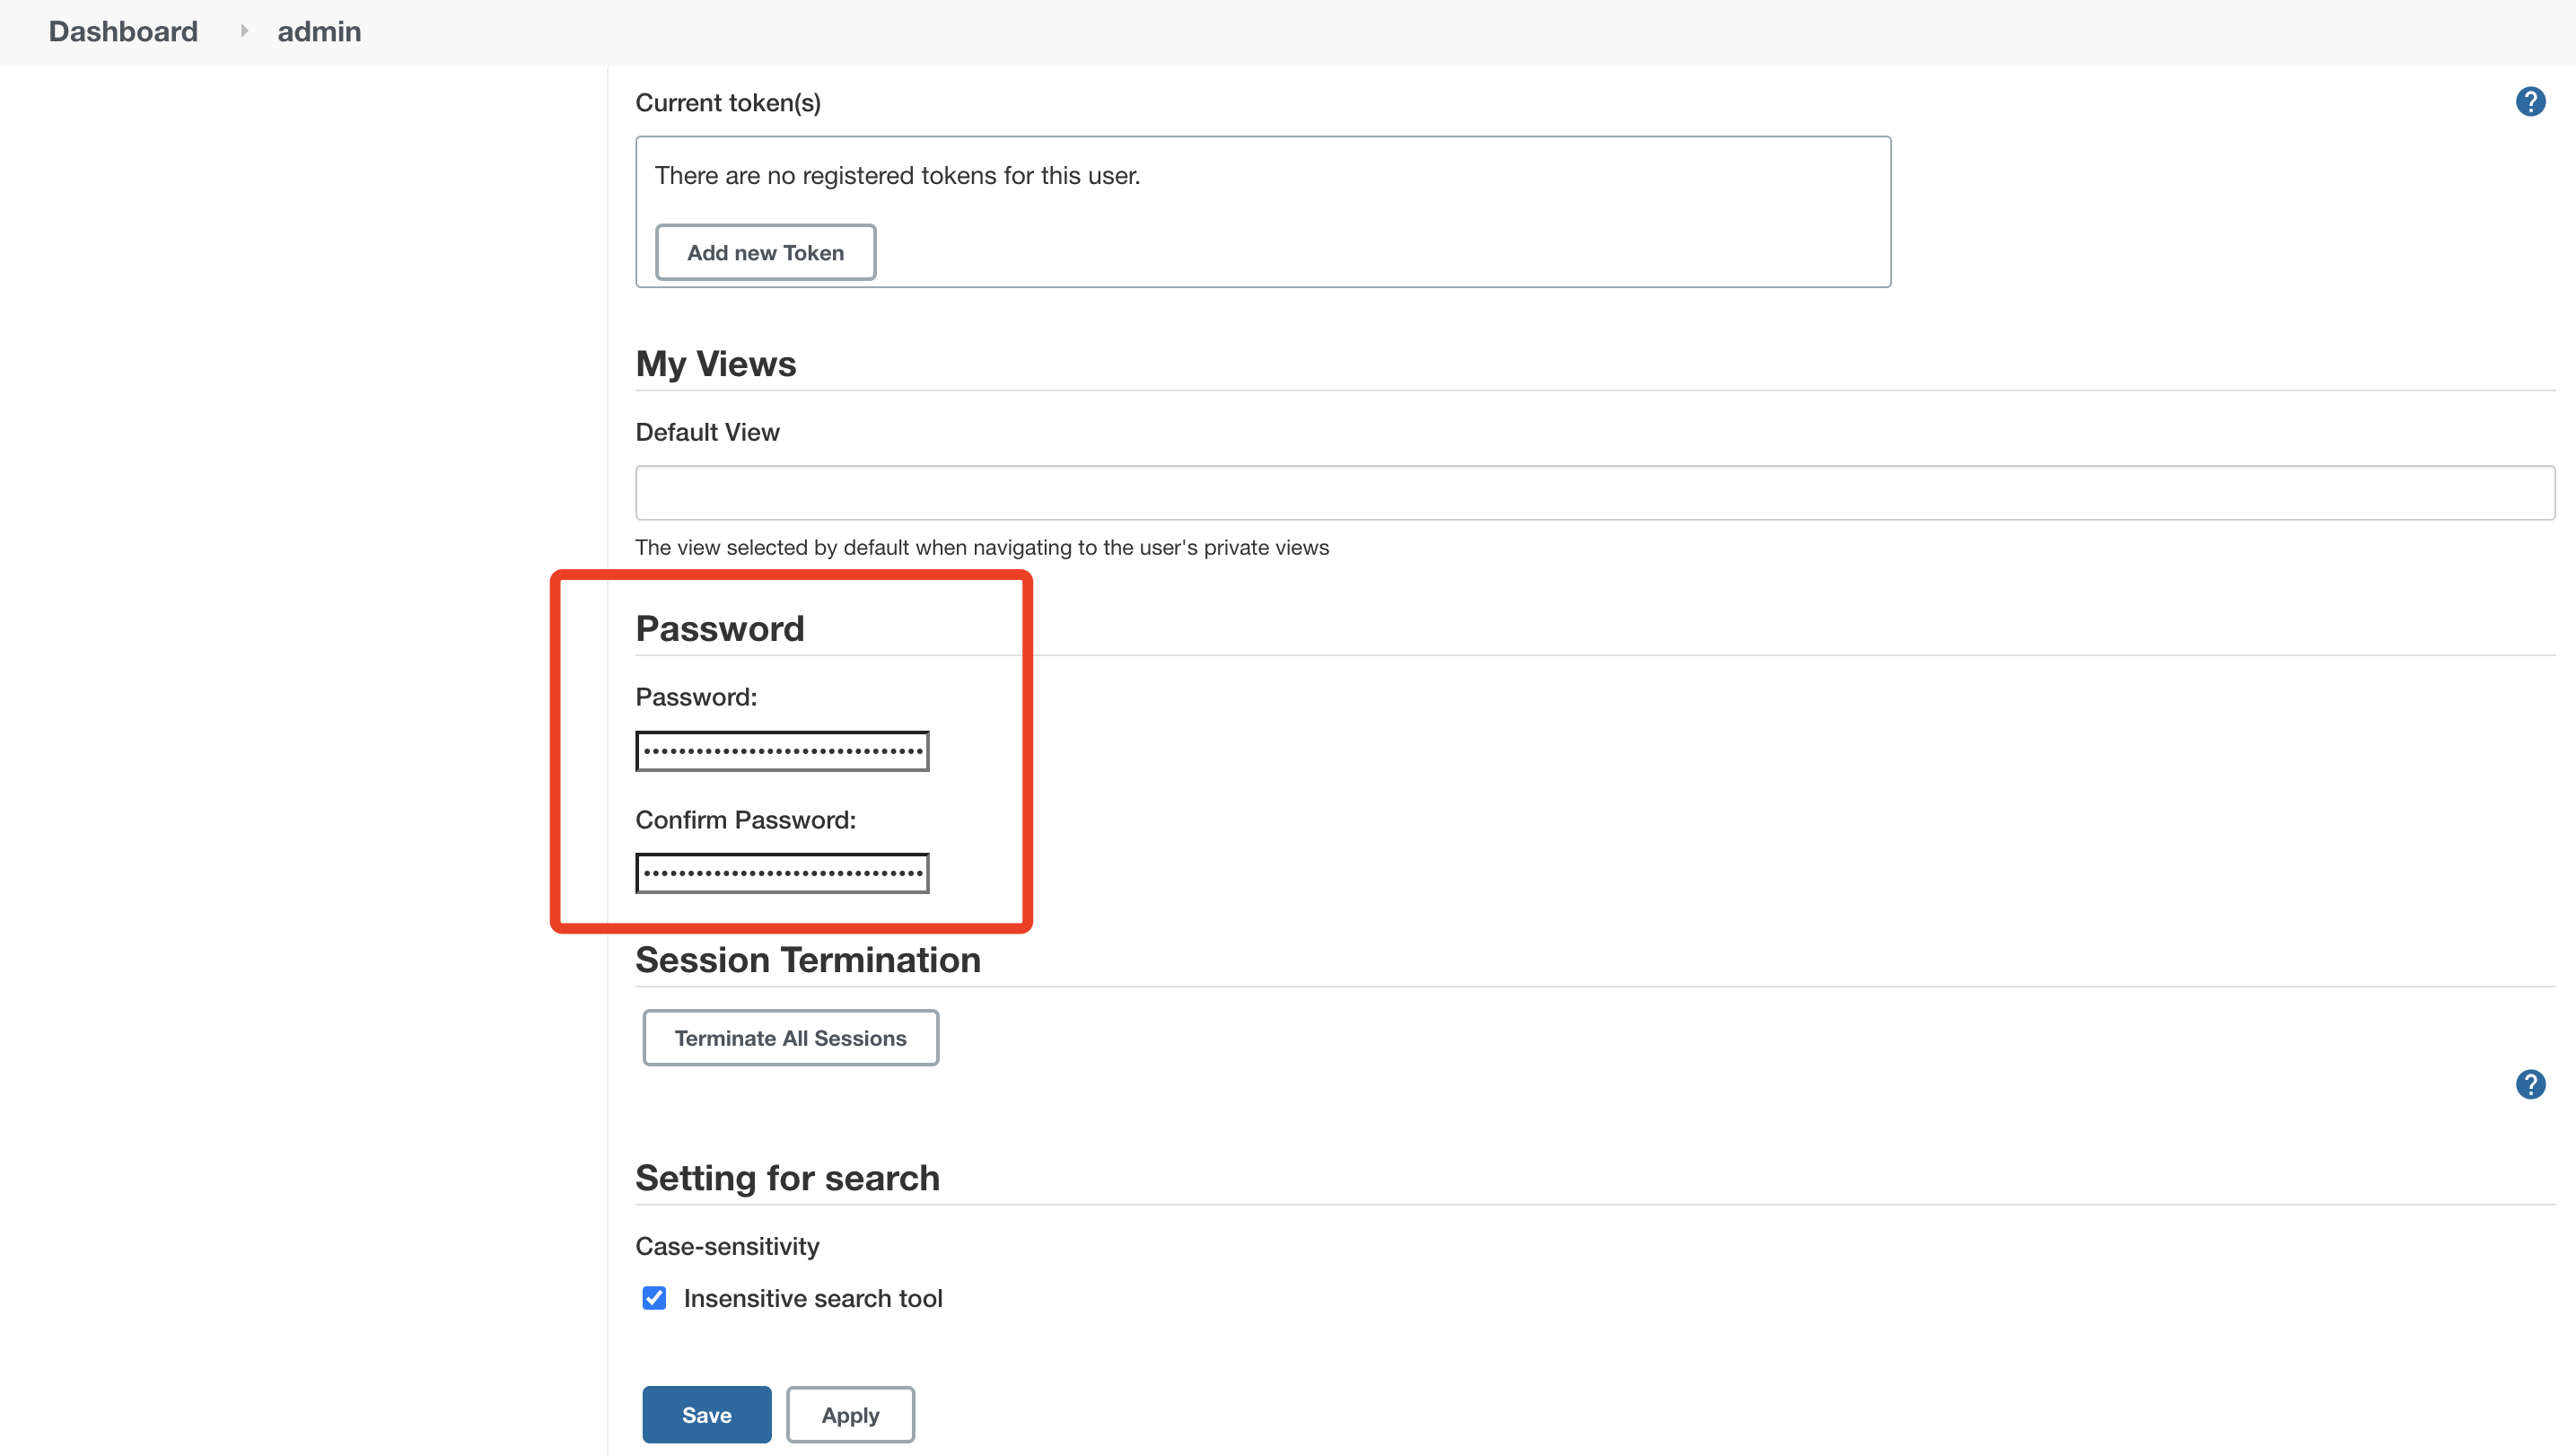 Dashboard admin
Current token(s)
There are no registered tokens for this user.
Add new Token
My Views
Default View
The view selected by default when navigating to the user's private views
Password
Password:
Confirm Password:
Session Termination
Terminate All Sessions
Setting for search
Case-sensitivity
Insensitive search tool
Save Apply